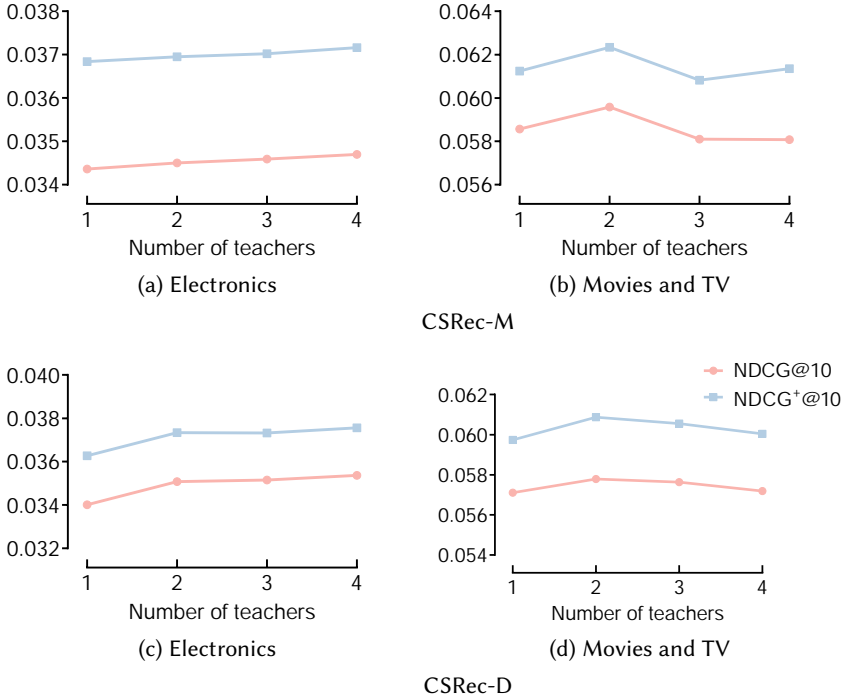 0.038
0.037
0.036
0.035
0.034
1 2 3 4
Number of teachers
(a) Electronics
0.064
0.062
0.060
0.058
0.056
1 2 3 4
Number of teachers
(b) Movies and TV
CSRec-M
0.040
0.038
0.036
0.034
0.032
1 2 3 4
Number of teachers
(c) Electronics
NDCG@10
NDCG⁺@10
0.062
0.060
0.058
0.056
0.054
1 2 3 4
Number of teachers
(d) Movies and TV
CSRec-D